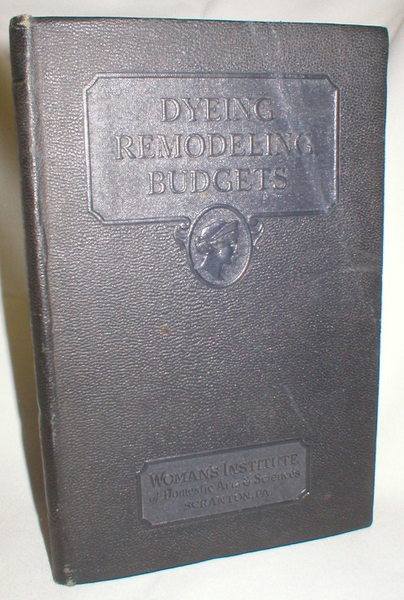 DYEING
REMODELING
BUDGETS
WOMAN'S INSTITUTE
of Domestic Arts & Sciences
SCRANTON, PA.